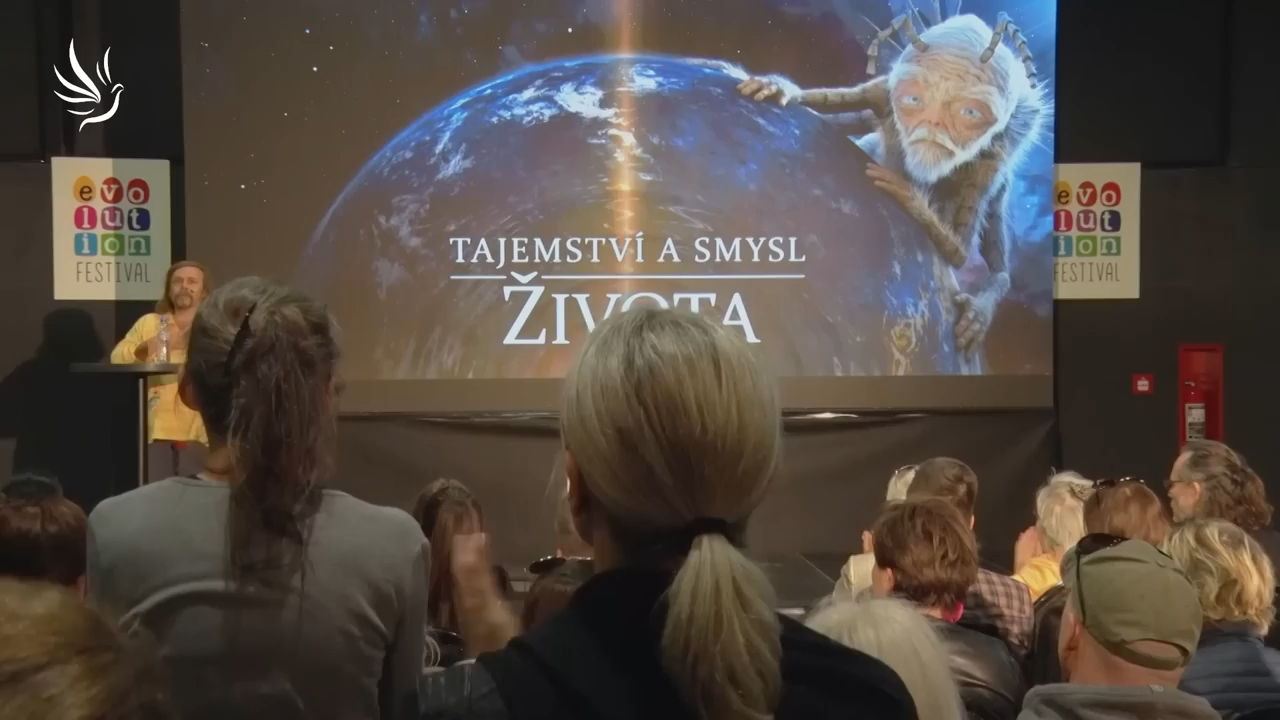 evo
lut
ion
FESTIVAL
TAJEMSTVÍ A SMYSL
ŽIVOTA
evo
lut
ion
FESTIVAL